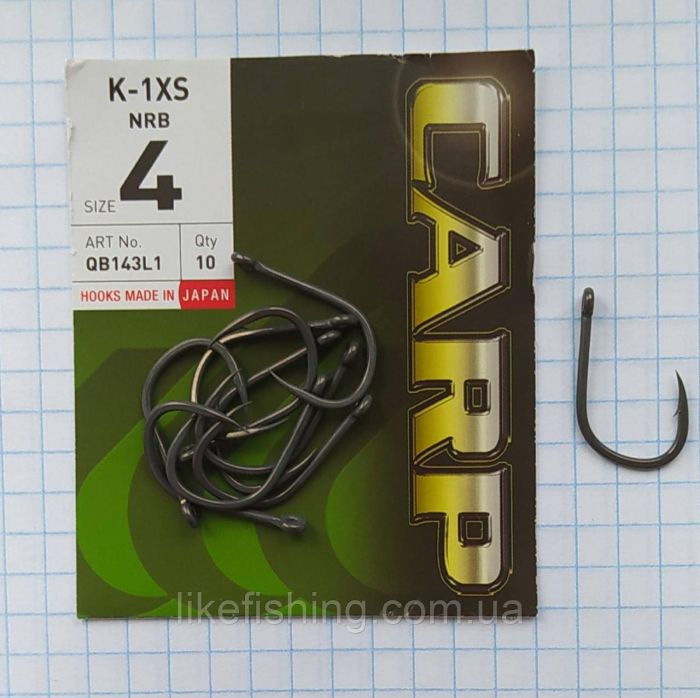 K-1XS
NRB
SIZE 4
ART No. Qty
QB143L1 10
HOOKS MADE IN JAPAN
CARP
likefishing.com.ua